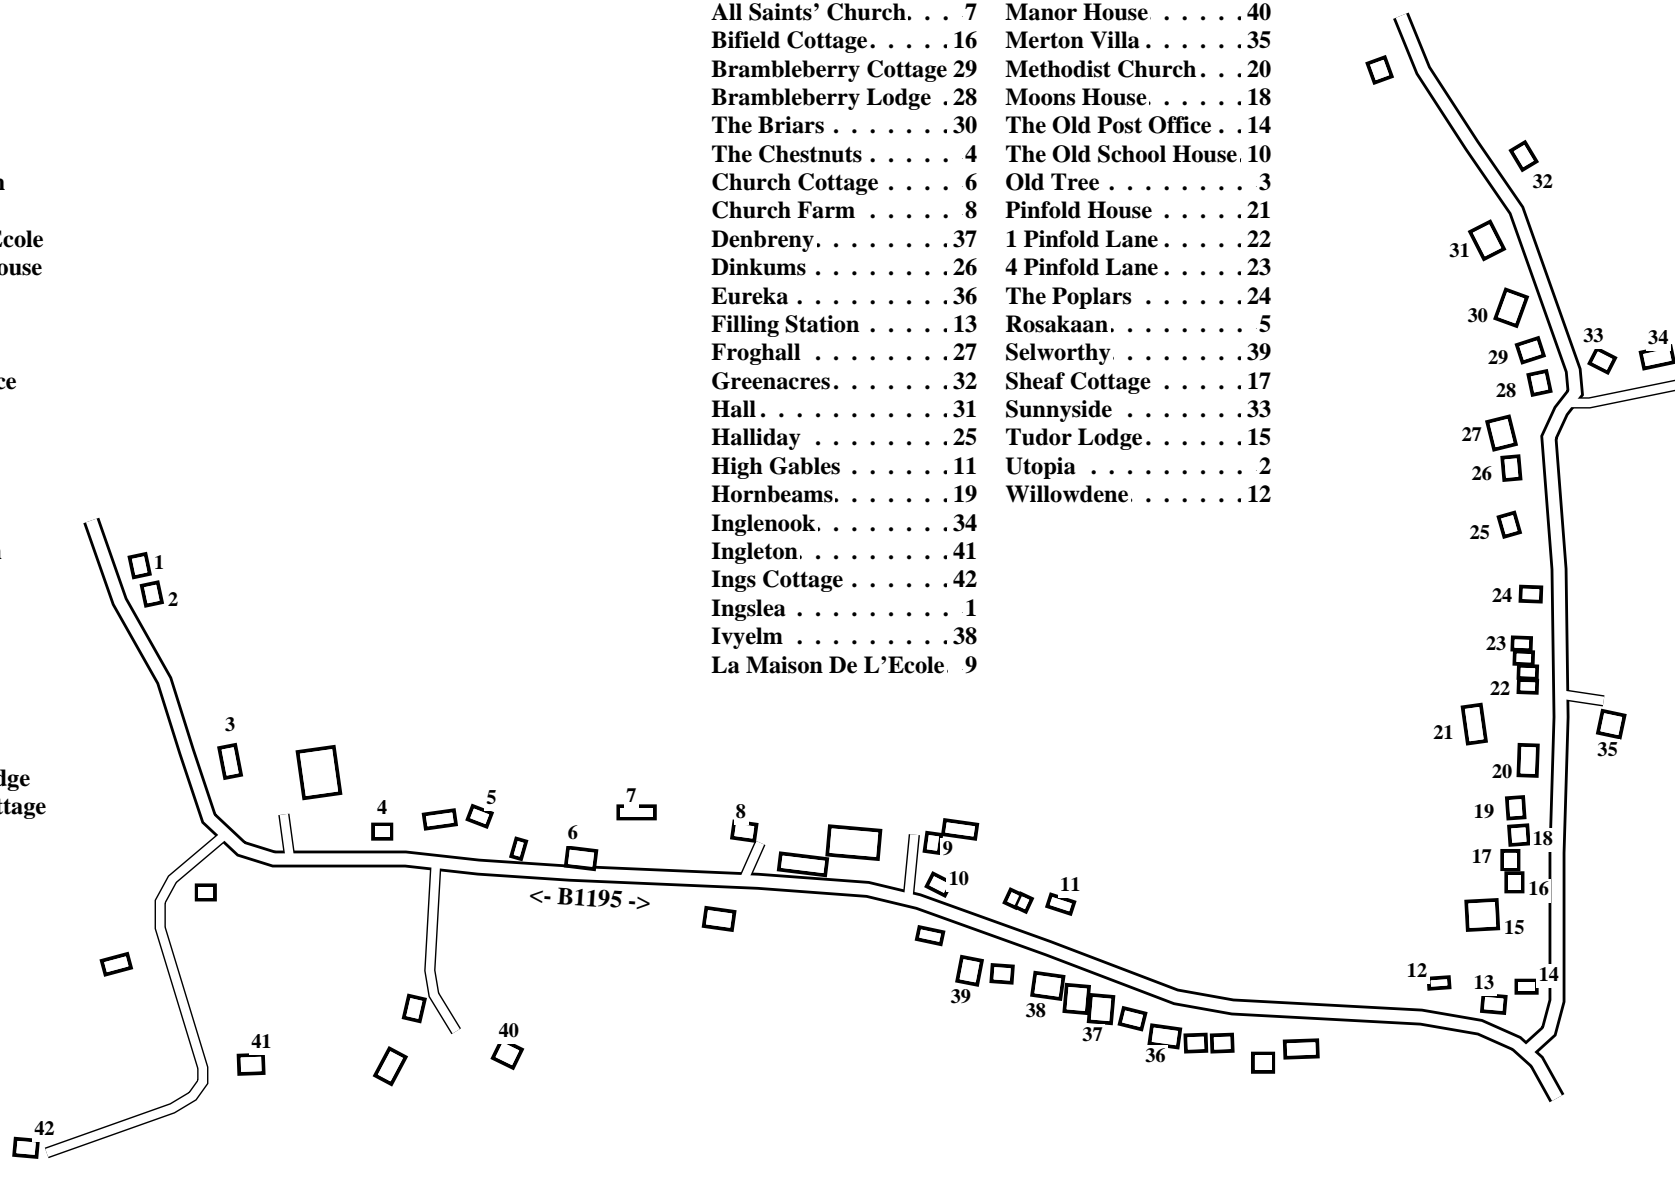 All Saints' Church. . . 7
Bifield Cottage. . . . . 16
Brambleberry Cottage 29
Brambleberry Lodge . 28
The Briars . . . . . . . 30
The Chestnuts . . . . . 4
Church Cottage . . . . 6
Church Farm . . . . . 8
Denbreny. . . . . . . . 37
Dinkums . . . . . . . . 26
Eureka . . . . . . . . . 36
Filling Station . . . . . 13
Froghall . . . . . . . . 27
Greenacres. . . . . . . 32
Hall . . . . . . . . . . . 31
Halliday . . . . . . . . 25
High Gables . . . . . . 11
Hornbeams. . . . . . . 19
Inglenook. . . . . . . . 34
Ingleton. . . . . . . . . 41
Ings Cottage . . . . . . 42
Ingslea . . . . . . . . . 1
Ivyelm . . . . . . . . . 38
La Maison De L'Ecole. 9
Manor House . . . . . . 40
Merton Villa . . . . . . 35
Methodist Church . . . 20
Moons House. . . . . . 18
The Old Post Office . . 14
The Old School House. 10
Old Tree . . . . . . . . 3
Pinfold House . . . . . 21
1 Pinfold Lane . . . . . 22
4 Pinfold Lane . . . . . 23
The Poplars . . . . . . 24
Rosakaan. . . . . . . . 5
Selworthy. . . . . . . . 39
Sheaf Cottage . . . . . 17
Sunnyside . . . . . . . 33
Tudor Lodge. . . . . . 15
Utopia . . . . . . . . . 2
Willowdene. . . . . . . 12
32
31
30
33
34
29
28
27
26
25
24
23
22
21
35
20
19
18
17
16
15
14
13
12
1
2
3
4
5
6
7
8
9
10
11
<- B1195 ->
39
38
37
36
40
41
42